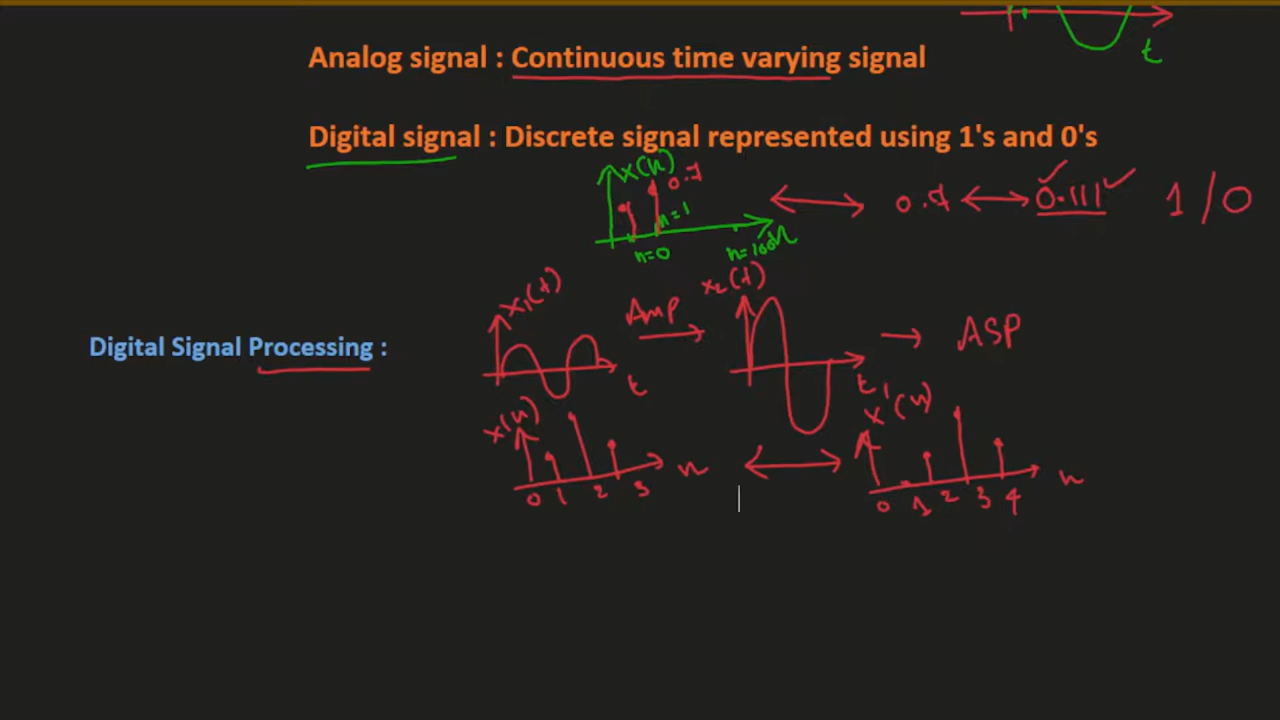 t
Analog signal : Continuous time varying signal
Digital signal : Discrete signal represented using 1's and 0's
x(n) 0.7
n=1
n=0 n=100 n
0.7 0.111 1/0
Digital Signal Processing :
x₁(t) t
Amp
x₂(t) t
ASP
x(n) n
0 1 2 3
x'(n) n
0 1 2 3 4